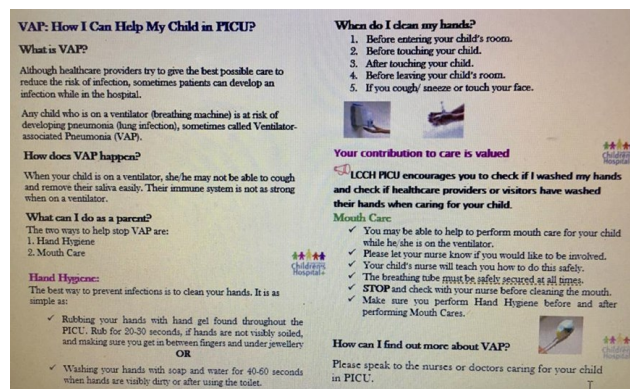 VAP: How I Can Help My Child in PICU?
What is VAP?
Although healthcare providers try to give the best possible care to
reduce the risk of infection, sometimes patients can develop an
infection while in the hospital.
Any child who is on a ventilator (breathing machine) is at risk of
developing pneumonia (lung infection), sometimes called Ventilator-
associated Pneumonia (VAP).
How does VAP happen?
When your child is on a ventilator, she/he may not be able to cough
and remove their saliva easily. Their immune system is not as strong
when on a ventilator.
What can I do as a parent?
The two ways to help stop VAP are:
1. Hand Hygiene
2. Mouth Care
Children's
Hospital+
Hand Hygiene:
The best way to prevent infections is to clean your hands. It is as
simple as:
✓ Rubbing your hands with hand gel found throughout the
PICU. Rub for 20-30 seconds, if hands are not visibly soiled,
and making sure you get in between fingers and under jewellery
OR
✓ Washing your hands with soap and water for 40-60 seconds
when hands are visibly dirty or after using the toilet.
When do I clean my hands?
1. Before entering your child's room.
2. Before touching your child.
3. After touching your child.
4. Before leaving your child's room.
5. If you cough/ sneeze or touch your face.
Your contribution to care is valued
LCCH PICU encourages you to check if I washed my hands
and check if healthcare providers or visitors have washed
their hands when caring for your child.
Mouth Care
✓ You may be able to help to perform mouth care for your child
while he/she is on the ventilator.
✓ Please let your nurse know if you would like to be involved.
✓ Your child's nurse will teach you how to do this safely.
✓ The breathing tube must be safely secured at all times.
✓ STOP and check with your nurse before cleaning the mouth.
✓ Make sure you perform Hand Hygiene before and after
performing Mouth Cares.
How can I find out more about VAP?
Please speak to the nurses or doctors caring for your child
in PICU.